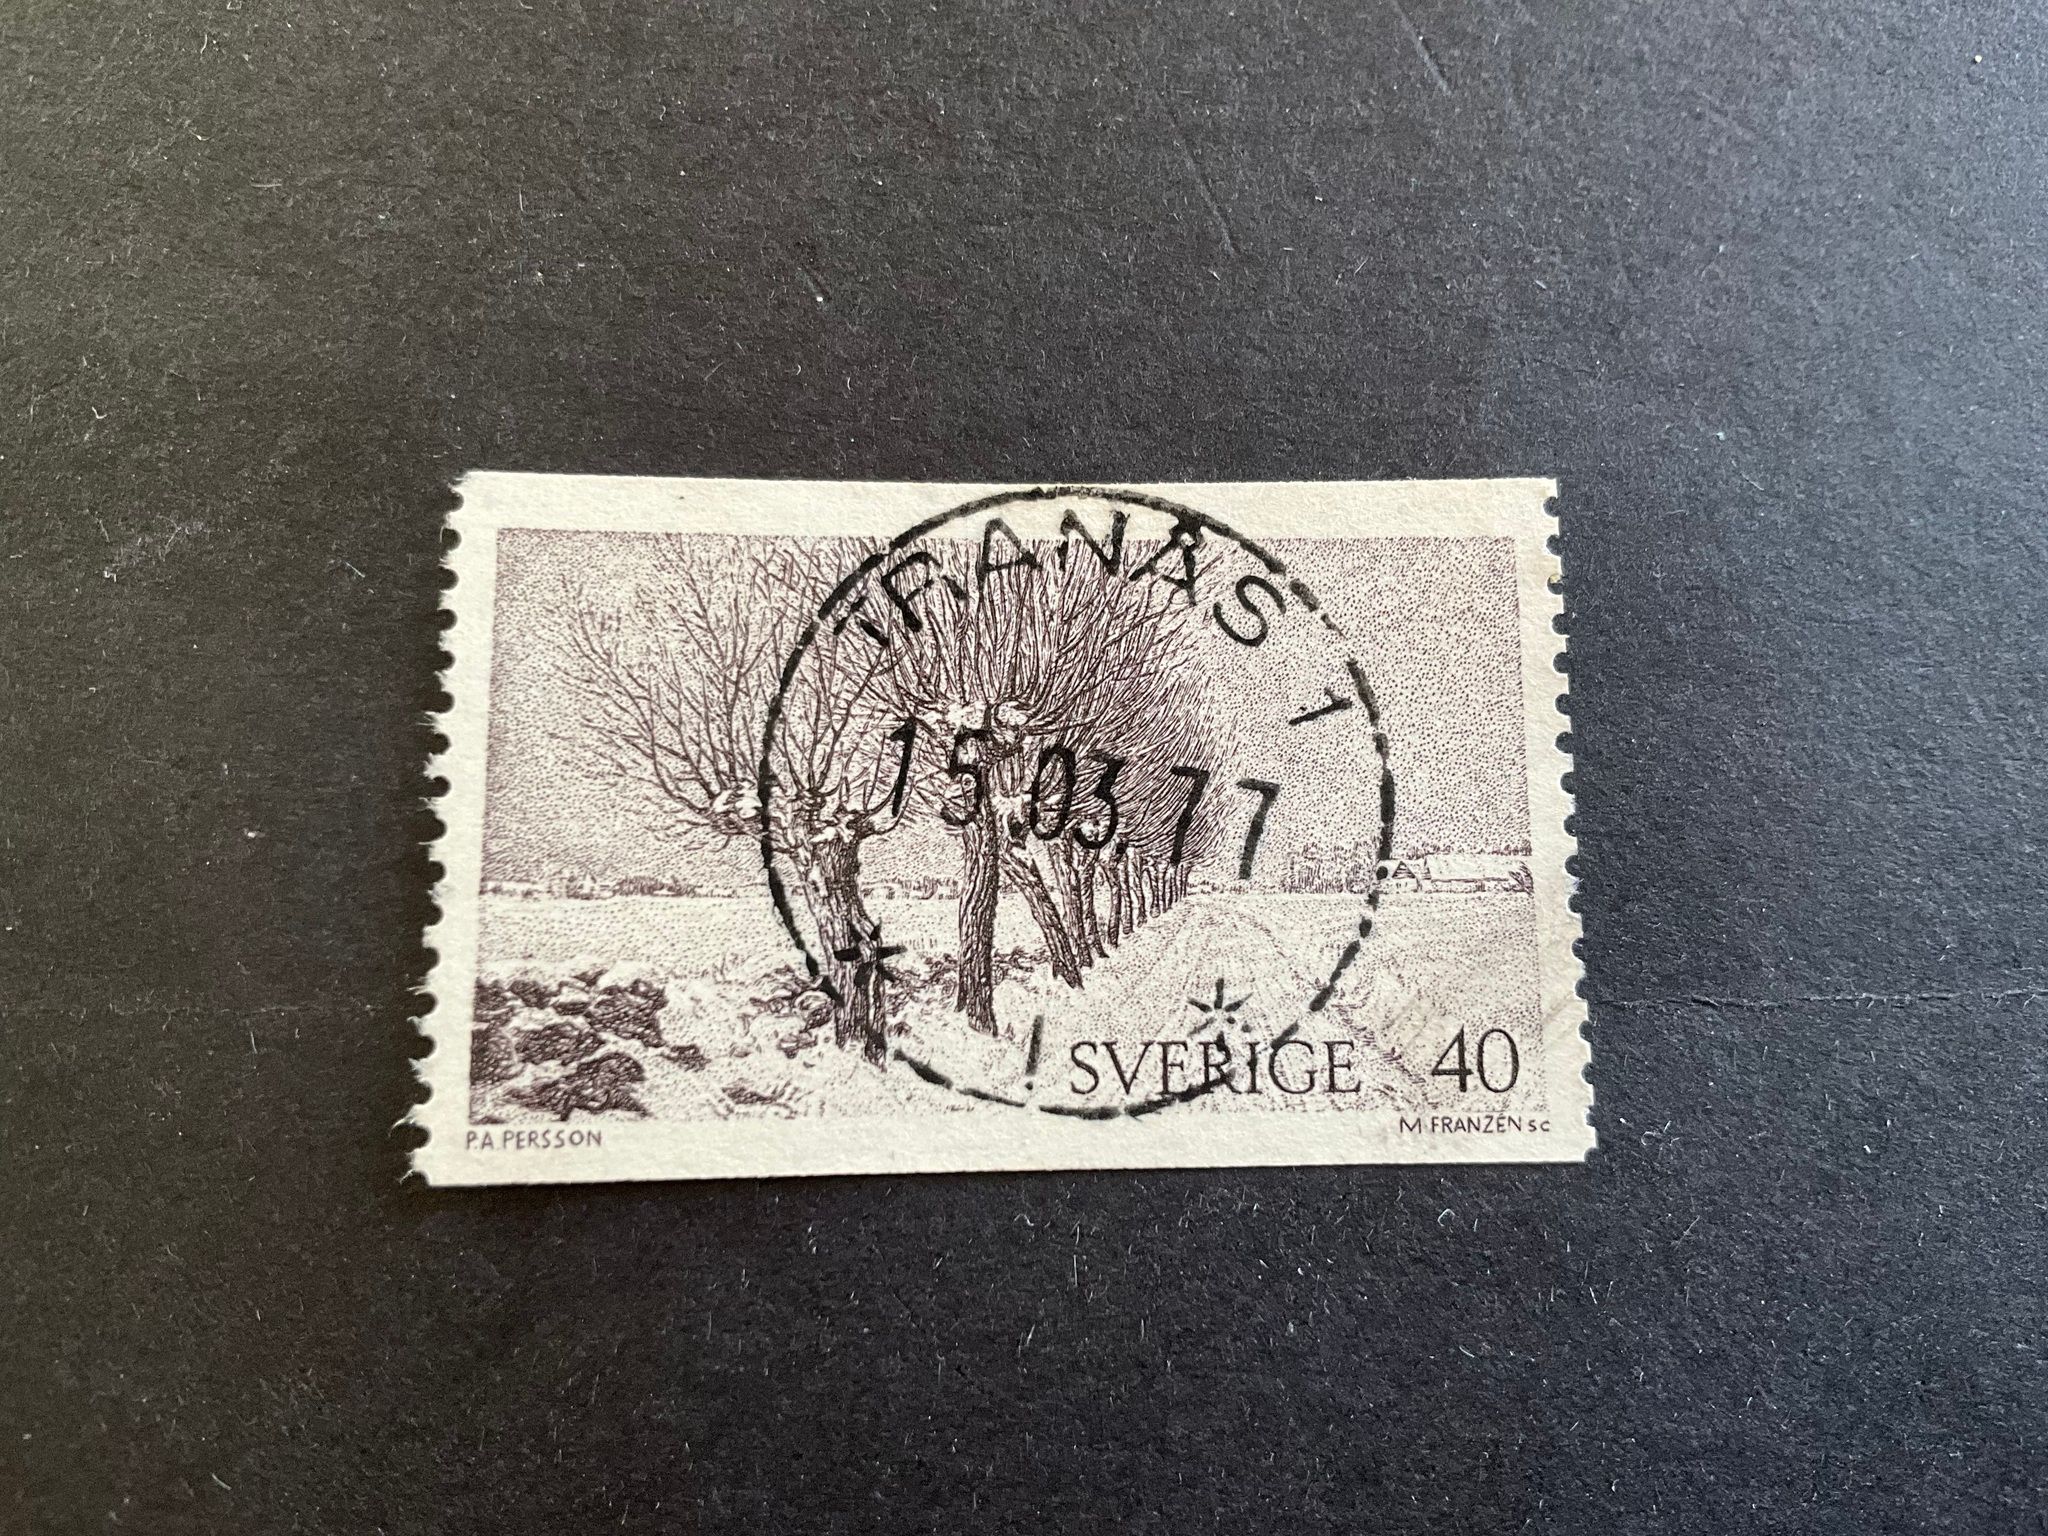 TRANÅS 1
15.03.77
SVERIGE 40
P.A.PERSSON
M FRANZÉN sc